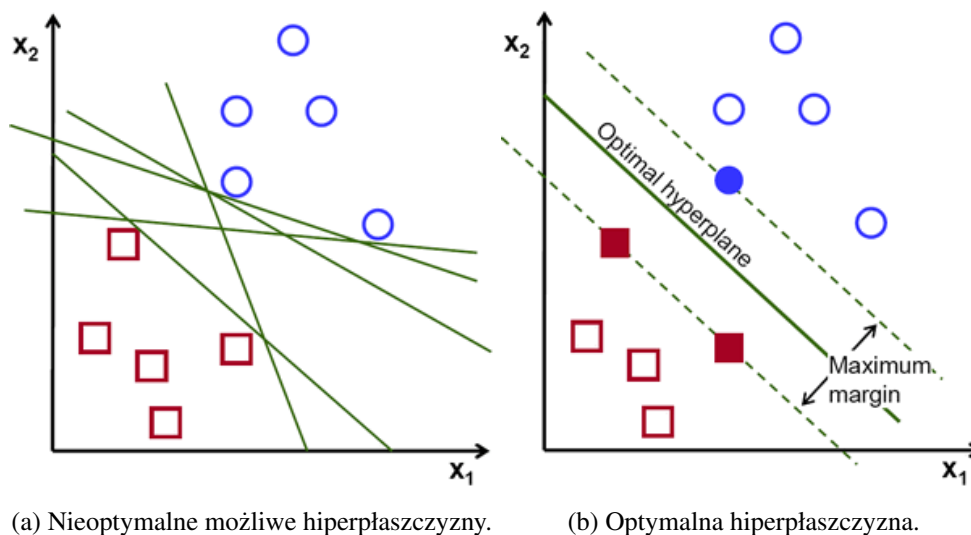 x2
x1
(a) Nieoptymalne możliwe hiperpłaszczyzny.
x2
Optimal hyperplane
Maximum
margin
x1
(b) Optymalna hiperpłaszczyzna.